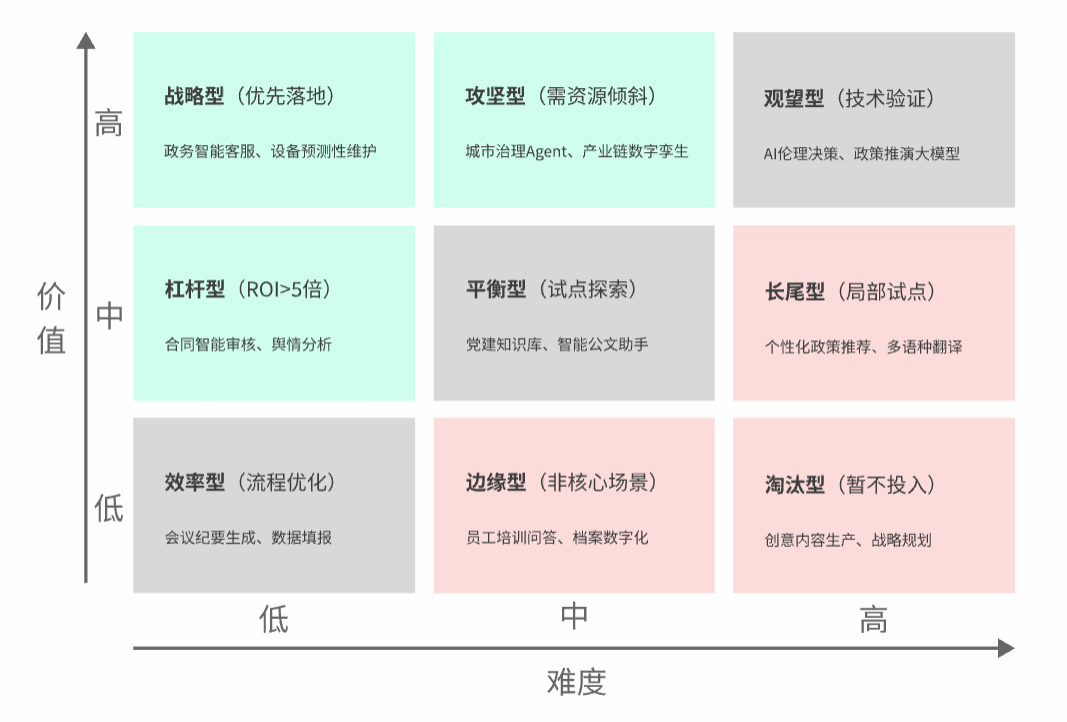 价值
高
战略型（优先落地）
政务智能客服、设备预测性维护
攻坚型（需资源倾斜）
城市治理Agent、产业链数字孪生
观望型（技术验证）
AI伦理决策、政策推演大模型
中
杠杆型（ROI>5倍）
合同智能审核、舆情分析
平衡型（试点探索）
党建知识库、智能公文助手
长尾型（局部试点）
个性化政策推荐、多语种翻译
低
效率型（流程优化）
会议纪要生成、数据填报
边缘型（非核心场景）
员工培训问答、档案数字化
淘汰型（暂不投入）
创意内容生产、战略规划
低
中
高
难度